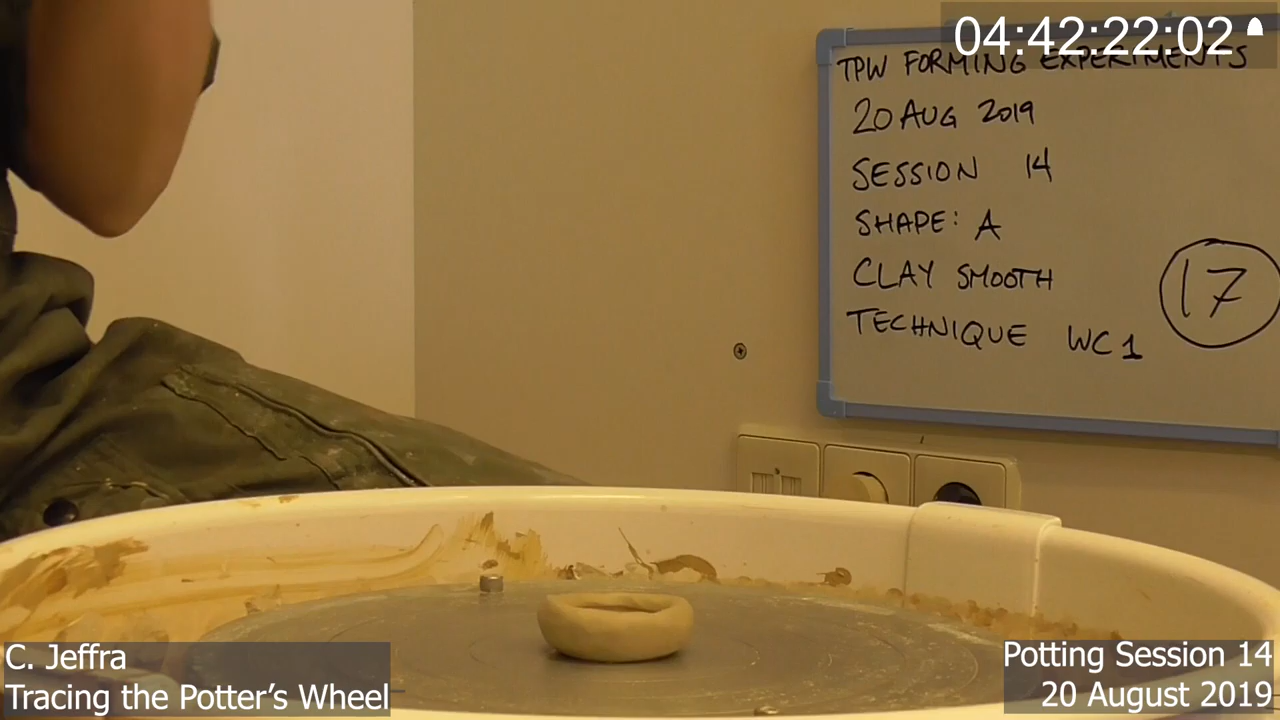 04:42:22:02
TPW FORMING EXPERIMENTS
20 AUG 2019
SESSION 14
SHAPE: A
CLAY SMOOTH
17
TECHNIQUE WC1
C. Jeffra
Tracing the Potter's Wheel
Potting Session 14
20 August 2019